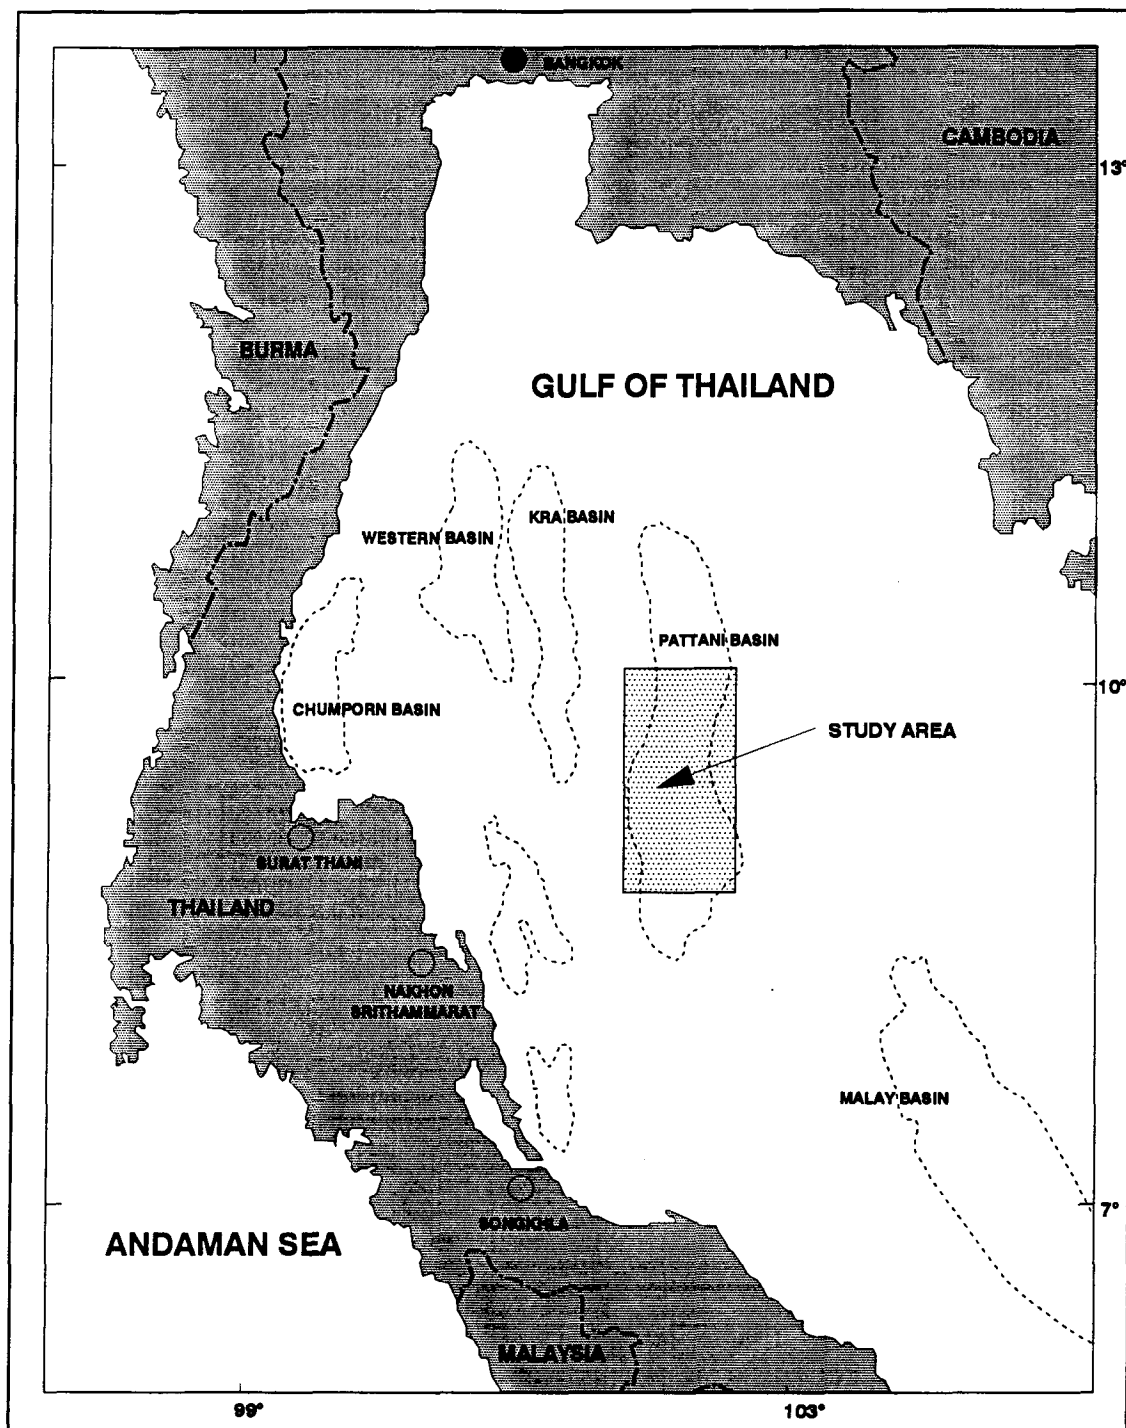 BANGKOK
CAMBODIA
13°
BURMA
GULF OF THAILAND
KRA BASIN
WESTERN BASIN
PATTANI BASIN
10°
CHUMPORN BASIN
STUDY AREA
SURAT THANI
THAILAND
NAKHON
SRITHAMMARAT
MALAY BASIN
7°
SONGKHLA
ANDAMAN SEA
MALAYSIA
99°
103°